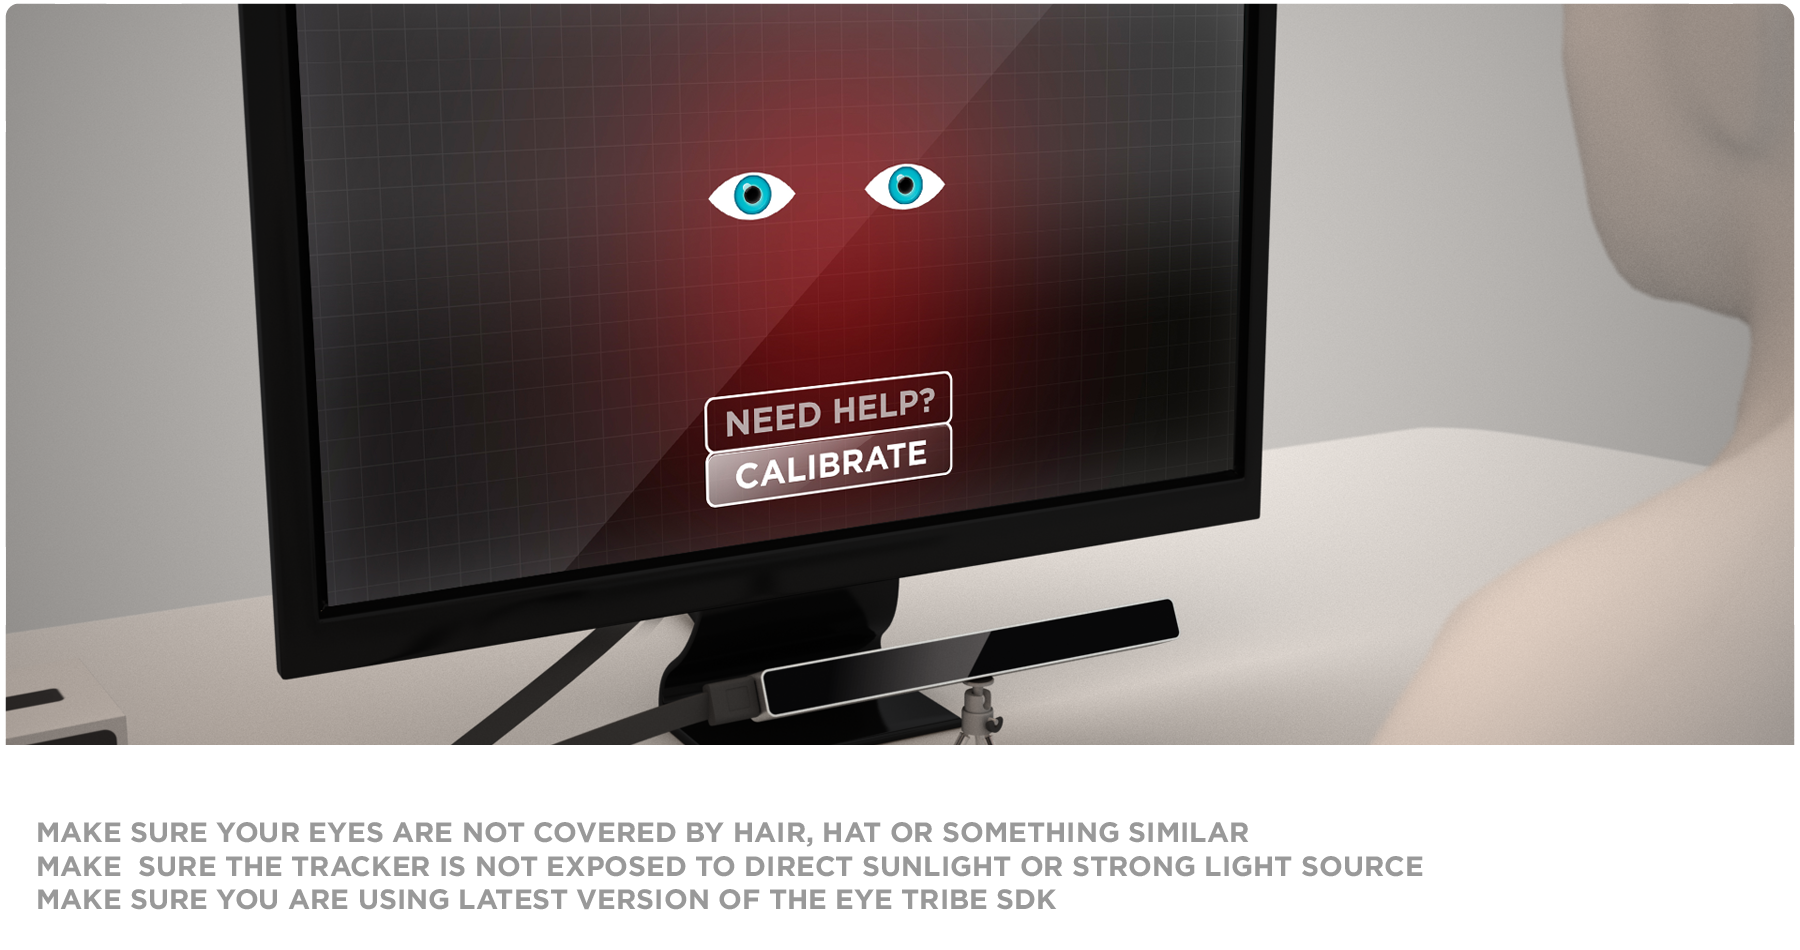 NEED HELP?
CALIBRATE
MAKE SURE YOUR EYES ARE NOT COVERED BY HAIR, HAT OR SOMETHING SIMILAR
MAKE  SURE THE TRACKER IS NOT EXPOSED TO DIRECT SUNLIGHT OR STRONG LIGHT SOURCE
MAKE SURE YOU ARE USING LATEST VERSION OF THE EYE TRIBE SDK